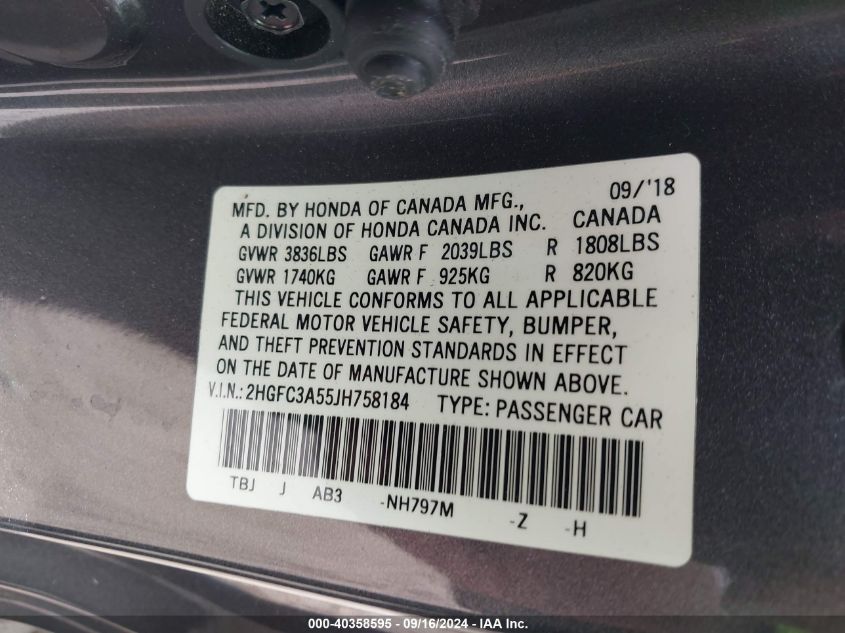 MFD. BY HONDA OF CANADA MFG., 09/'18
A DIVISION OF HONDA CANADA INC. CANADA
GVWR 3836LBS GAWR F 2039LBS R 1808LBS
GVWR 1740KG GAWR F 925KG R 820KG
THIS VEHICLE CONFORMS TO ALL APPLICABLE
FEDERAL MOTOR VEHICLE SAFETY, BUMPER,
AND THEFT PREVENTION STANDARDS IN EFFECT
ON THE DATE OF MANUFACTURE SHOWN ABOVE.
V.I.N.: 2HGFC3A55JH758184 TYPE: PASSENGER CAR
TBJ J AB3 -NH797M -Z -H
000-40358595 - 09/16/2024 - IAA Inc.